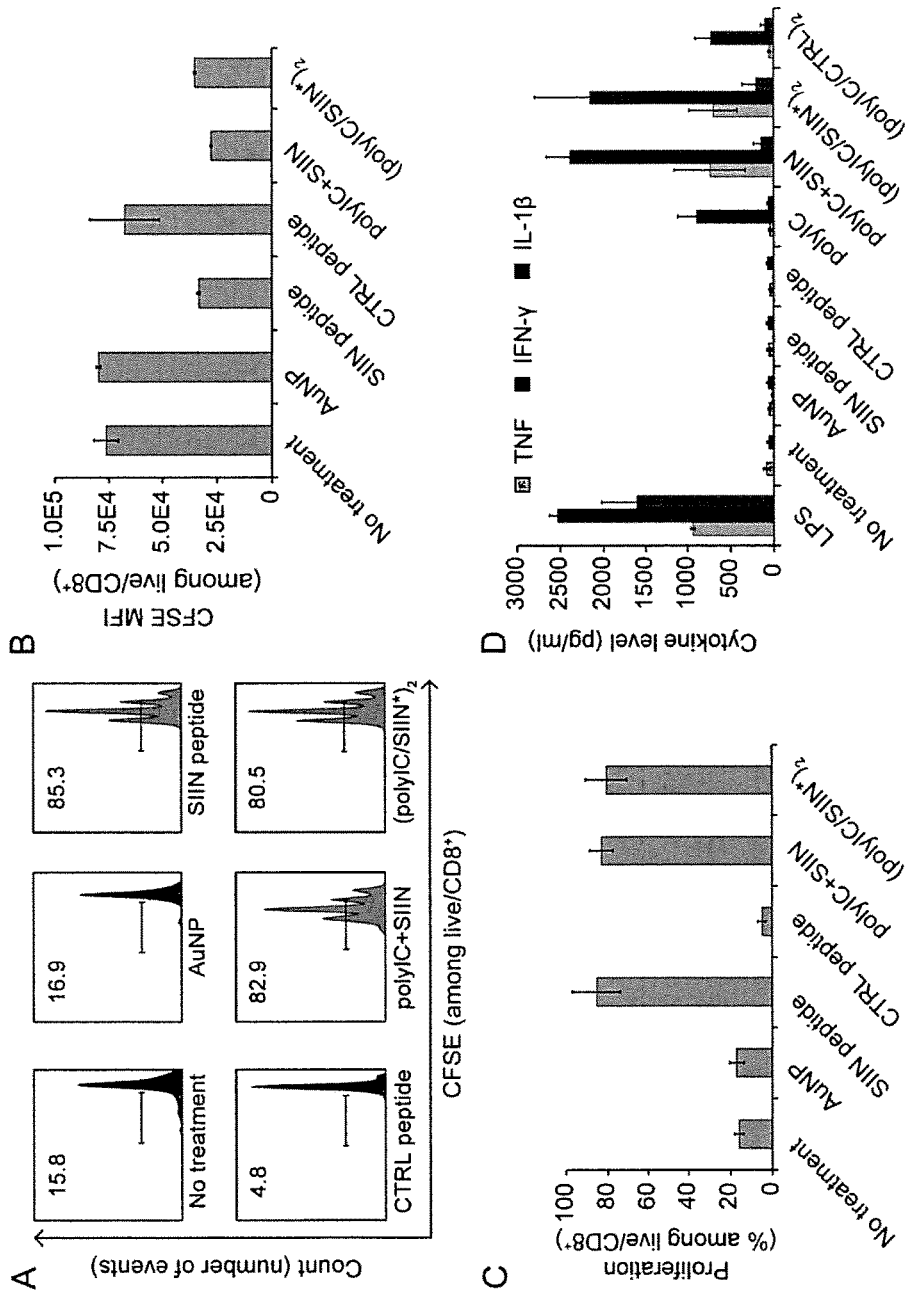 A
Count (number of events)
15.8
No treatment
16.9
AuNP
85.3
SIIN peptide
4.8
CTRL peptide
82.9
polyIC+SIIN
80.5
(polyIC/SIIN*)₂
CFSE (among live/CD8⁺)
B
CFSE MFI
(among live/CD8⁺)
1.0E5
7.5E4
5.0E4
2.5E4
0
No treatment
AuNP
SIIN peptide
CTRL peptide
polyIC+SIIN
(polyIC/SIIN*)₂
C
Proliferation
(% among live/CD8⁺)
100
80
60
40
20
0
No treatment
AuNP
SIIN peptide
CTRL peptide
polyIC+SIIN
(polyIC/SIIN*)₂
D
Cytokine level (pg/ml)
TNF IFN-γ IL-1β
3000
2500
2000
1500
1000
500
0
LPS
No treatment
AuNP
SIIN peptide
CTRL peptide
polyIC
polyIC+SIIN
(polyIC/SIIN*)₂
(polyIC/CTRL)₂